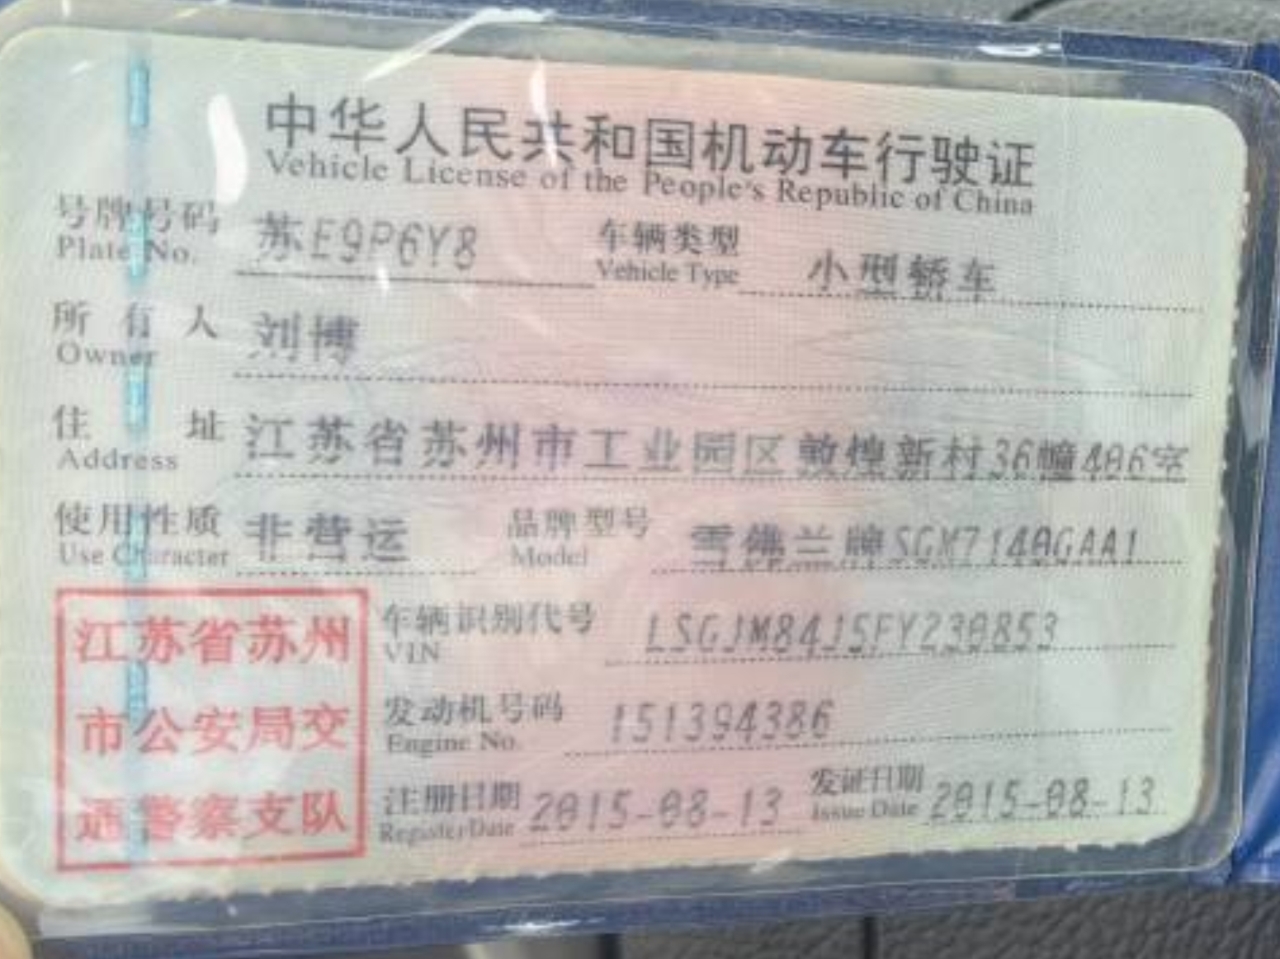 中华人民共和国机动车行驶证
Vehicle License of the People's Republic of China
号牌号码 苏E9P6Y8 车辆类型 小型轿车
Plate No. Vehicle Type
所有人 刘博
Owner
住址 江苏省苏州市工业园区敦煌新村36幢406室
Address
使用性质 非营运 品牌型号 雪佛兰牌SGM7140GAA1
Use Character Model
江苏省苏州
市公安局交
通警察支队
车辆识别代号 LSGJM84J5FY230853
VIN
发动机号码 151394386
Engine No.
注册日期 2015-08-13 发证日期 2015-08-13
Register Date Issue Date